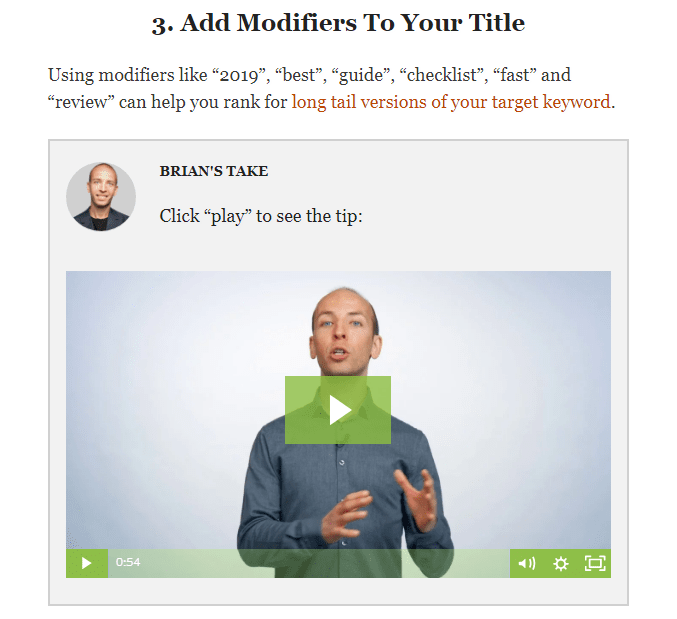 3. Add Modifiers To Your Title
Using modifiers like “2019”, “best”, “guide”, “checklist”, “fast” and
“review” can help you rank for long tail versions of your target keyword.
BRIAN'S TAKE
Click “play” to see the tip:
0:54